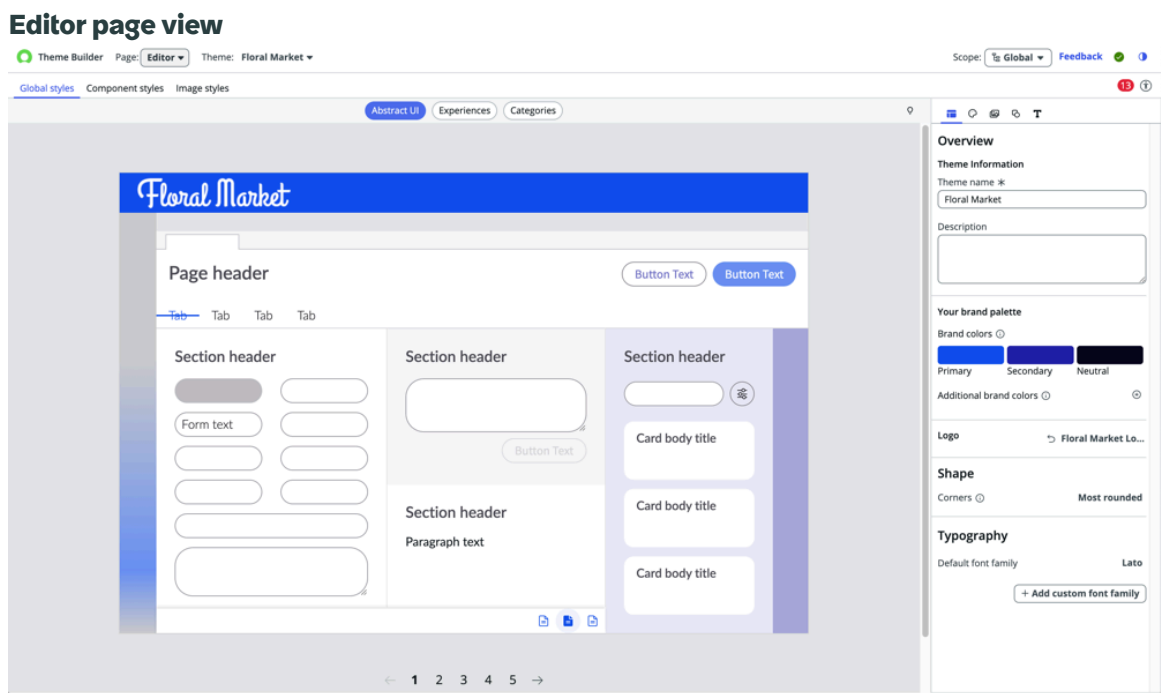 Editor page view
Theme Builder Page: Editor Theme: Floral Market Scope: Global Feedback
Global styles Component styles Image styles 13
Abstract UI Experiences Categories
Floral Market
Page header Button Text Button Text
Tab Tab Tab Tab
Section header Section header Section header
Form text
Card body title
Button Text
Card body title
Section header
Paragraph text
Card body title
1 2 3 4 5
Overview
Theme Information
Theme name *
Floral Market
Description
Your brand palette
Brand colors
Primary Secondary Neutral
Additional brand colors
Logo Floral Market Lo...
Shape
Corners Most rounded
Typography
Default font family Lato
+ Add custom font family